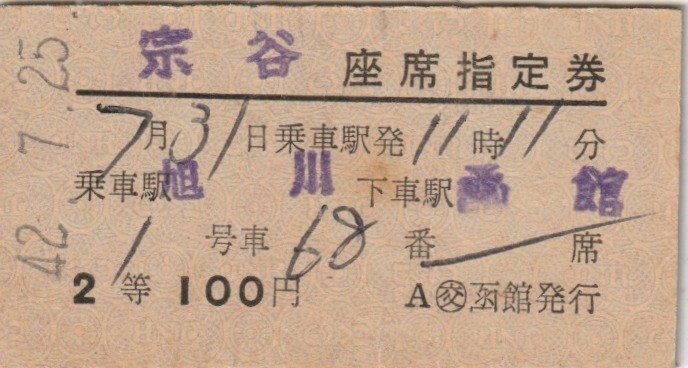 42.7.25
宗谷 座席指定券
7月31日乗車駅発11時11分
乗車駅 旭川 下車駅 函館
1号車 68番 席
2等 100円 A交函館発行